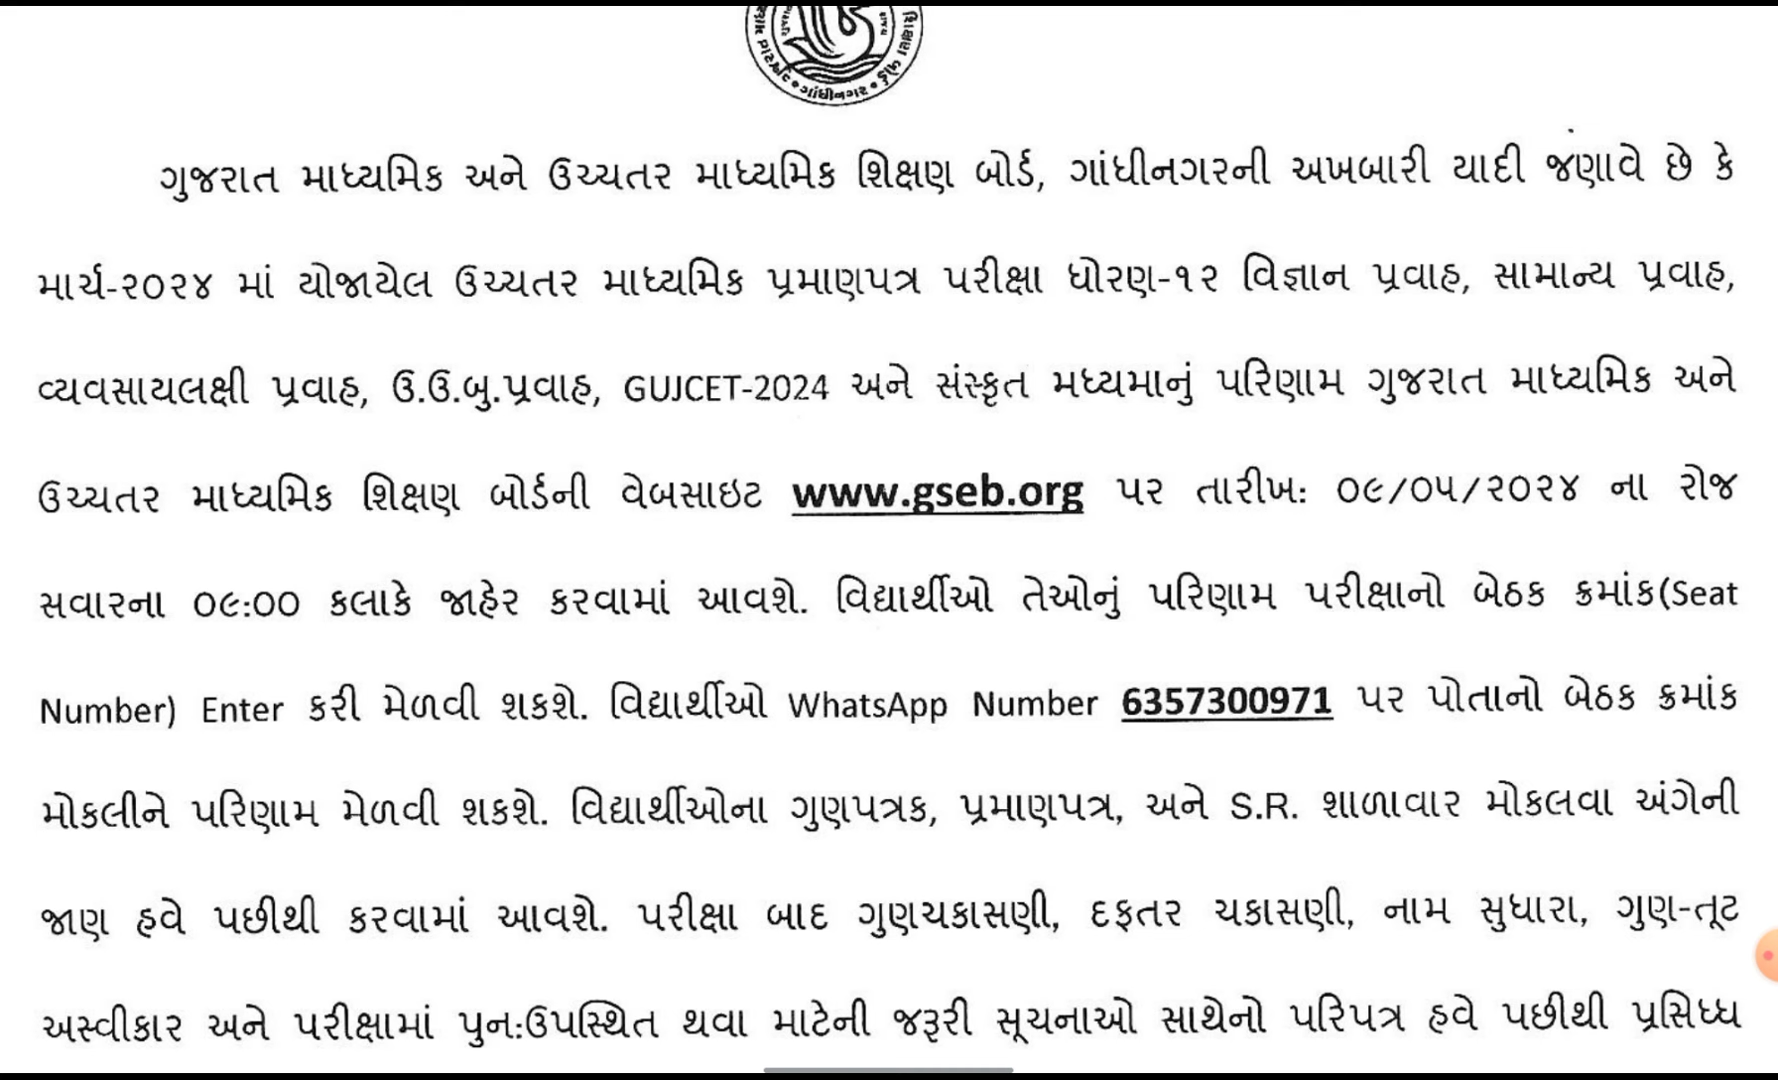 ગાંધીનગર
ગુજરાત માધ્યમિક અને ઉચ્ચતર માધ્યમિક શિક્ષણ બોર્ડ, ગાંધીનગરની અખબારી યાદી જણાવે છે કે
માર્ચ-૨૦૨૪ માં યોજાયેલ ઉચ્ચતર માધ્યમિક પ્રમાણપત્ર પરીક્ષા ધોરણ-૧૨ વિજ્ઞાન પ્રવાહ, સામાન્ય પ્રવાહ,
વ્યવસાયલક્ષી પ્રવાહ, ઉ.ઉ.બુ.પ્રવાહ, GUJCET-2024 અને સંસ્કૃત મધ્યમાનું પરિણામ ગુજરાત માધ્યમિક અને
ઉચ્ચતર માધ્યમિક શિક્ષણ બોર્ડની વેબસાઇટ www.gseb.org પર તારીખ: ૦૯/૦૫/૨૦૨૪ ના રોજ
સવારના ૦૯:૦૦ કલાકે જાહેર કરવામાં આવશે. વિદ્યાર્થીઓ તેઓનું પરિણામ પરીક્ષાનો બેઠક ક્રમાંક(Seat
Number) Enter કરી મેળવી શકશે. વિદ્યાર્થીઓ WhatsApp Number 6357300971 પર પોતાનો બેઠક ક્રમાંક
મોકલીને પરિણામ મેળવી શકશે. વિદ્યાર્થીઓના ગુણપત્રક, પ્રમાણપત્ર, અને S.R. શાળાવાર મોકલવા અંગેની
જાણ હવે પછીથી કરવામાં આવશે. પરીક્ષા બાદ ગુણચકાસણી, દફતર ચકાસણી, નામ સુધારા, ગુણ-તૂટ
અસ્વીકાર અને પરીક્ષામાં પુન:ઉપસ્થિત થવા માટેની જરૂરી સૂચનાઓ સાથેનો પરિપત્ર હવે પછીથી પ્રસિધ્ધ